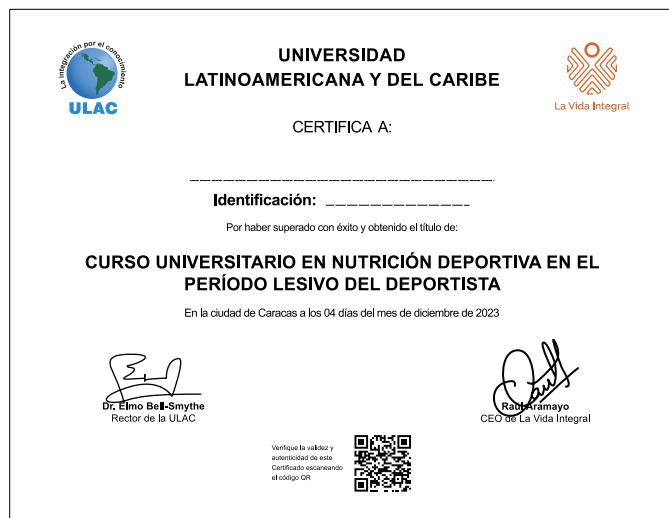 La integración por el conocimiento
ULAC
UNIVERSIDAD
LATINOAMERICANA Y DEL CARIBE
La Vida Integral
CERTIFICA A:
Identificación:
Por haber superado con éxito y obtenido el título de:
CURSO UNIVERSITARIO EN NUTRICIÓN DEPORTIVA EN EL
PERÍODO LESIVO DEL DEPORTISTA
En la ciudad de Caracas a los 04 días del mes de diciembre de 2023
Dr. Elmo Bell-Smythe
Rector de la ULAC
Raúl Aramayo
CEO de La Vida Integral
Verifique la validez y
autenticidad de este
Certificado escaneando
el código QR